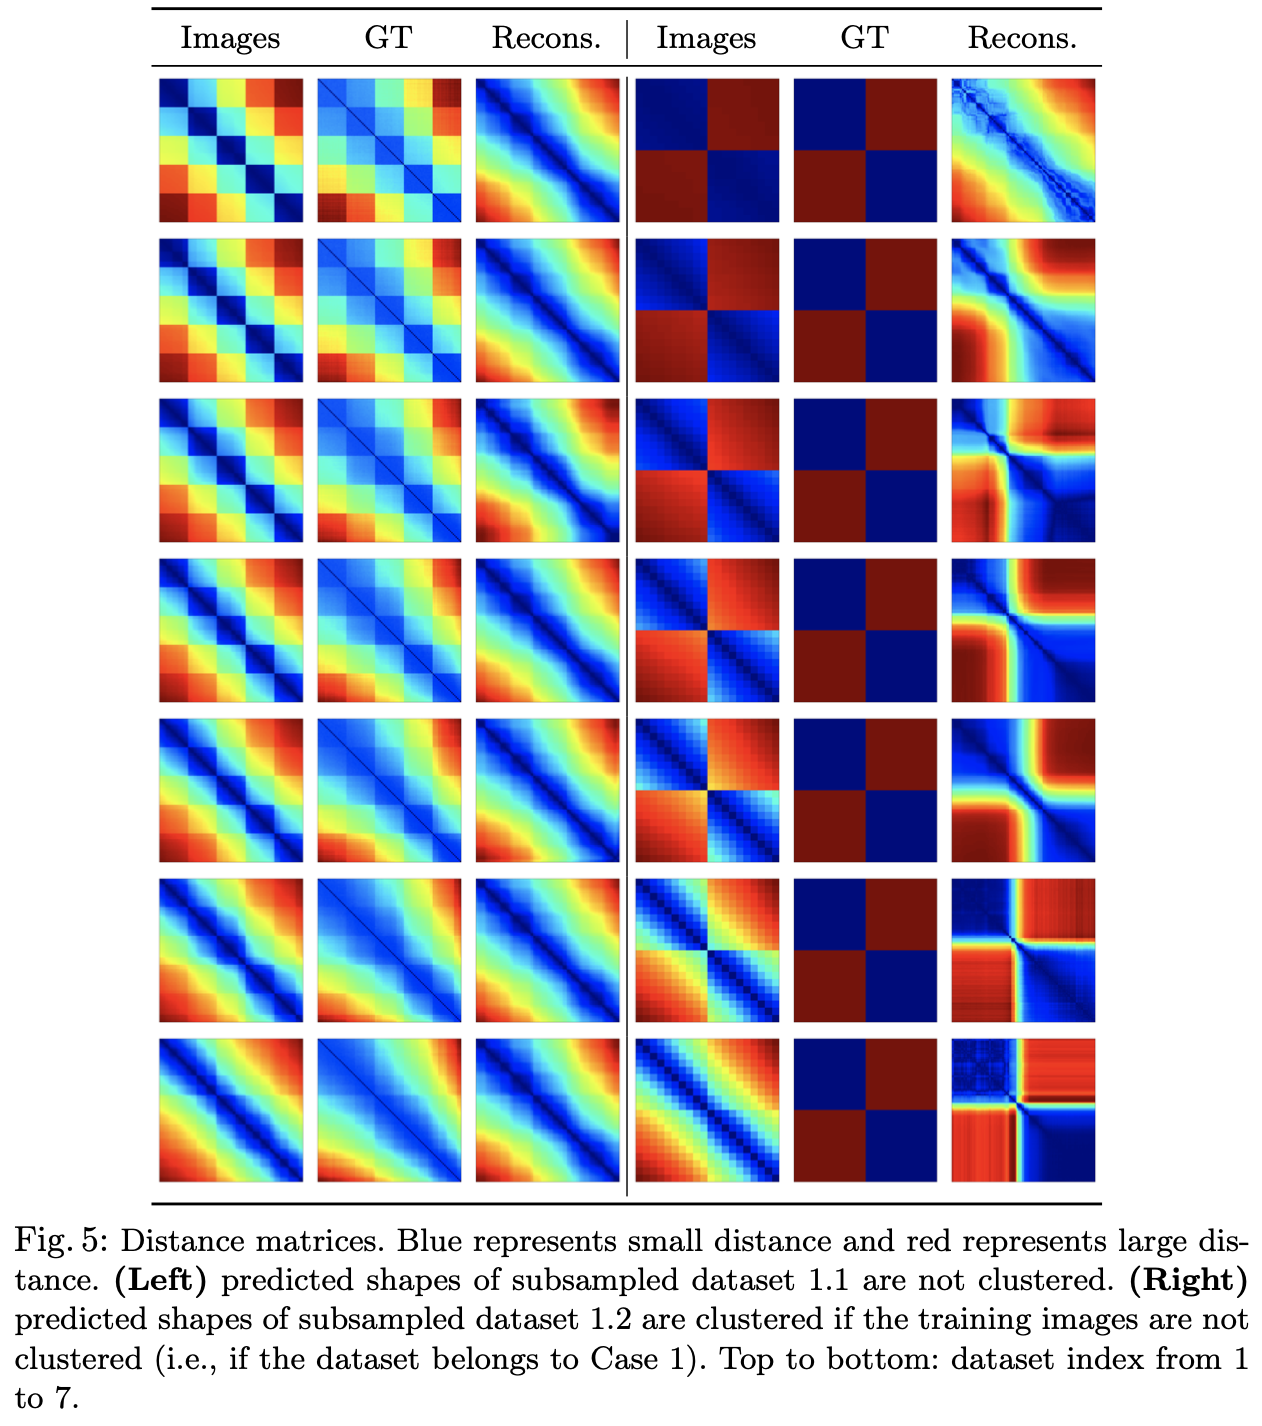 Images GT Recons. Images GT Recons.
Fig. 5: Distance matrices. Blue represents small distance and red represents large dis-
tance. (Left) predicted shapes of subsampled dataset 1.1 are not clustered. (Right)
predicted shapes of subsampled dataset 1.2 are clustered if the training images are not
clustered (i.e., if the dataset belongs to Case 1). Top to bottom: dataset index from 1
to 7.